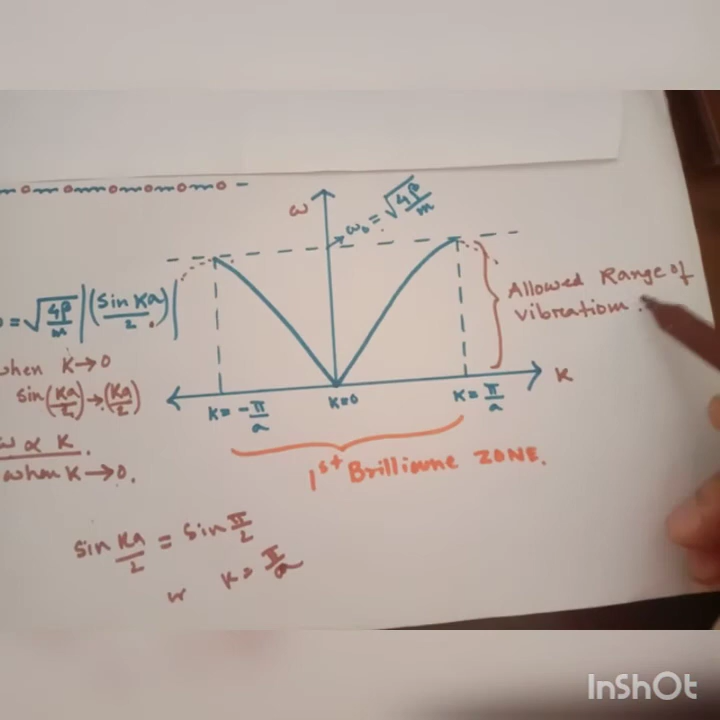 ω
ω₀ = √(4β/m)
= √(4β/m) |(sin Ka)/2.|
Allowed Range of
vibration.
when K→0
sin(Ka/2)→(Ka/2)
ω ∝ K.
when K→0.
K = -π/a
K=0
K = π/a
K
1st Brillioune ZONE.
sin Ka/2 = sin π/2
K = π/a
InShOt